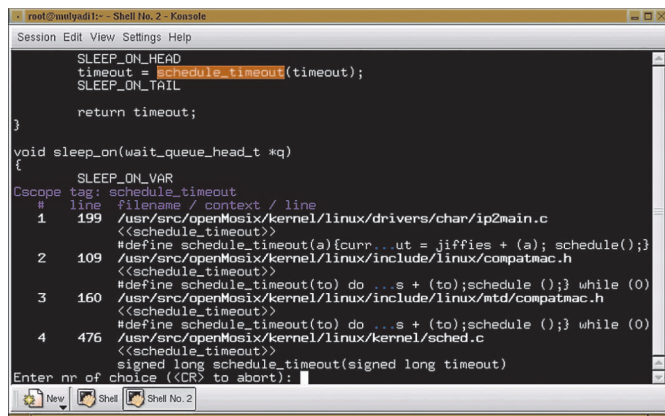 root@mulyadi1:~ - Shell No. 2 - Konsole
Session Edit View Settings Help
SLEEP_ON_HEAD
timeout = schedule_timeout(timeout);
SLEEP_ON_TAIL
return timeout;
}
void sleep_on(wait_queue_head_t *q)
{
SLEEP_ON_VAR
Cscope tag: schedule_timeout
# line filename / context / line
1 199 /usr/src/openMosix/kernel/linux/drivers/char/ip2main.c
<<schedule_timeout>>
#define schedule_timeout(a){curr...ut = jiffies + (a); schedule();}
2 109 /usr/src/openMosix/kernel/linux/include/linux/compatmac.h
<<schedule_timeout>>
#define schedule_timeout(to) do ...s + (to);schedule ();} while (0)
3 160 /usr/src/openMosix/kernel/linux/include/linux/mtd/compatmac.h
<<schedule_timeout>>
#define schedule_timeout(to) do ...s + (to);schedule ();} while (0)
4 476 /usr/src/openMosix/kernel/linux/kernel/sched.c
<<schedule_timeout>>
signed long schedule_timeout(signed long timeout)
Enter nr of choice (<CR> to abort):
New Shell Shell No. 2